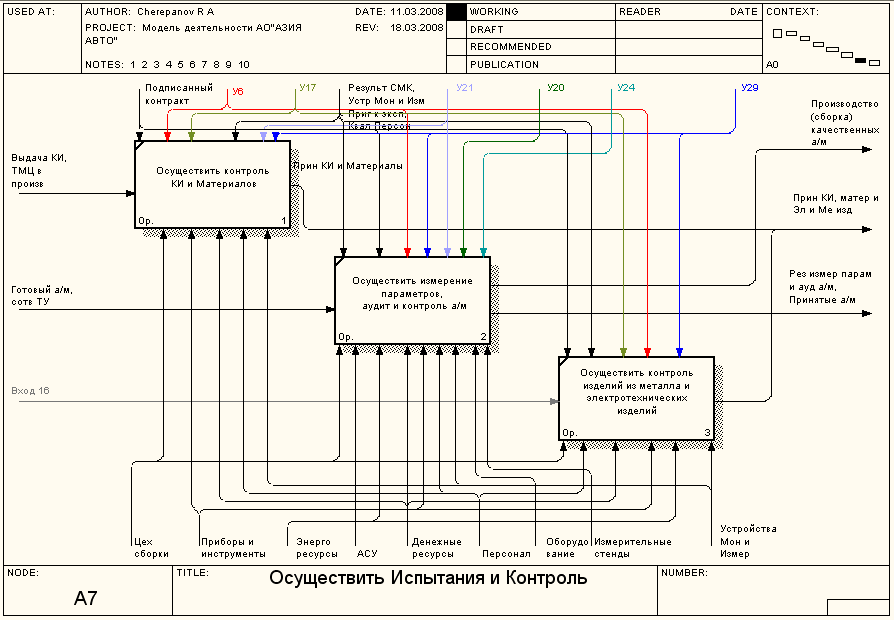 USED AT:
AUTHOR: Cherepanov R A
DATE: 11.03.2008
WORKING
READER
DATE
CONTEXT:
PROJECT: Модель деятельности АО"АЗИЯ
АВТО"
REV: 18.03.2008
DRAFT
RECOMMENDED
NOTES: 1 2 3 4 5 6 7 8 9 10
PUBLICATION
A0
Подписанный
контракт
У6
У17
Результ СМК,
Устр Мон и Изм
Приг к эксп,
Квал Персон
У21
У20
У24
У29
Производство
(сборка)
качественных
а/м
Выдача КИ,
ТМЦ в
произв
Осуществить контроль
КИ и Материалов
Ор.
1
Прин КИ и Материалы
Прин КИ, матер и
Эл и Ме изд
Готовый а/м,
сотв ТУ
Осуществить измерение
параметров,
аудит и контроль а/м
Ор.
2
Рез измер парам
и ауд а/м,
Принятые а/м
Вход 16
Осуществить контроль
изделий из металла и
электротехнических
изделий
Ор.
3
Цех
сборки
Приборы и
инструменты
Энерго
ресурсы
АСУ
Денежные
ресурсы
Персонал
Оборудо
вание
Измерительные
стенды
Устройства
Мон и
Измер
NODE:
A7
TITLE:
Осуществить Испытания и Контроль
NUMBER: